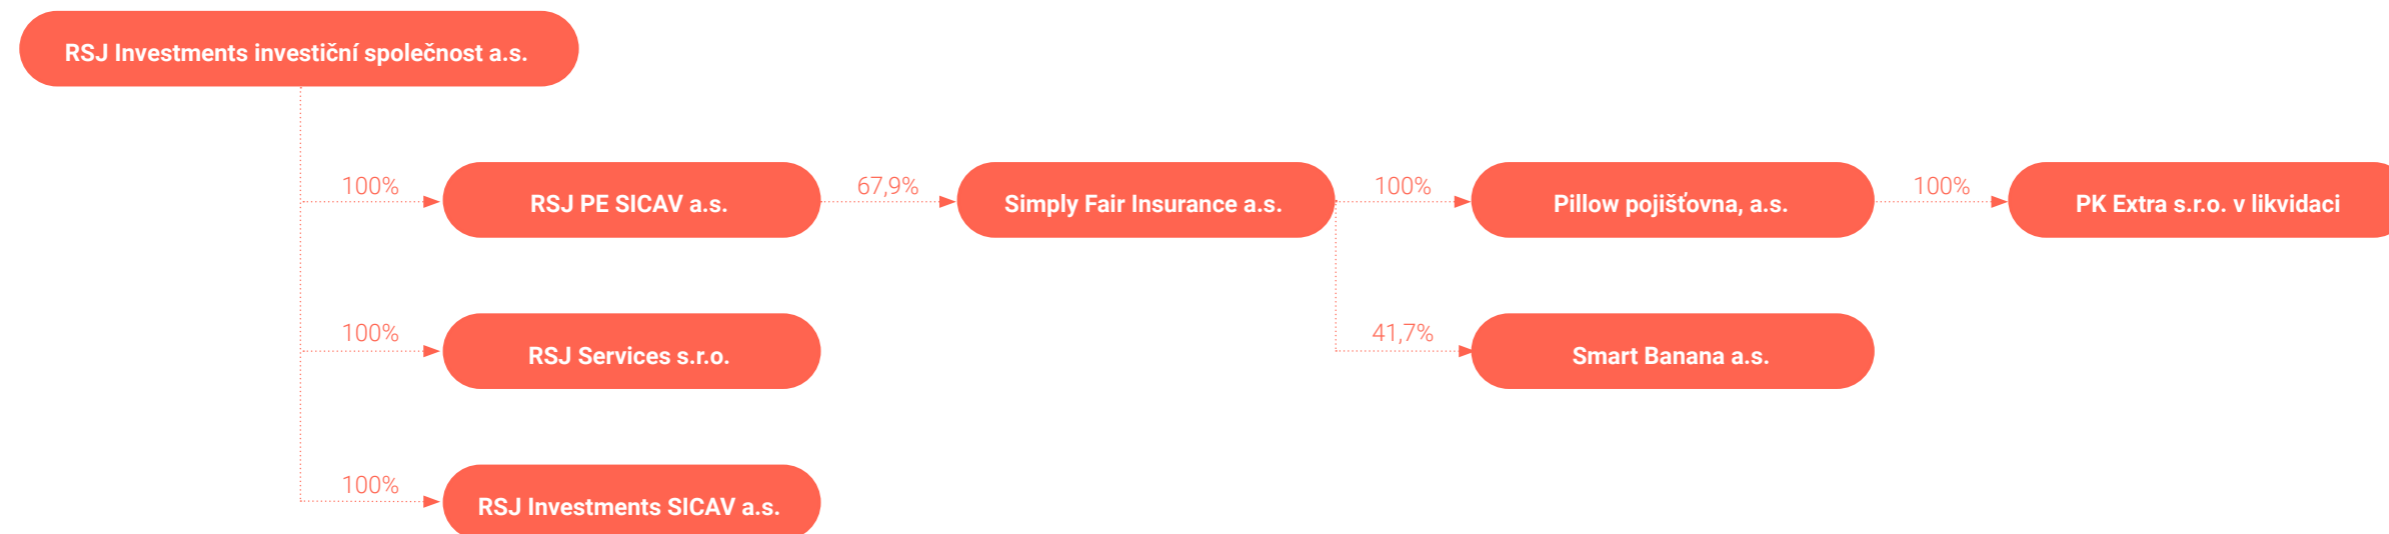 RSJ Investments investiční společnost a.s.
100%
RSJ PE SICAV a.s.
67,9%
Simply Fair Insurance a.s.
100%
Pillow pojišťovna, a.s.
100%
PK Extra s.r.o. v likvidaci
100%
RSJ Services s.r.o.
41,7%
Smart Banana a.s.
100%
RSJ Investments SICAV a.s.